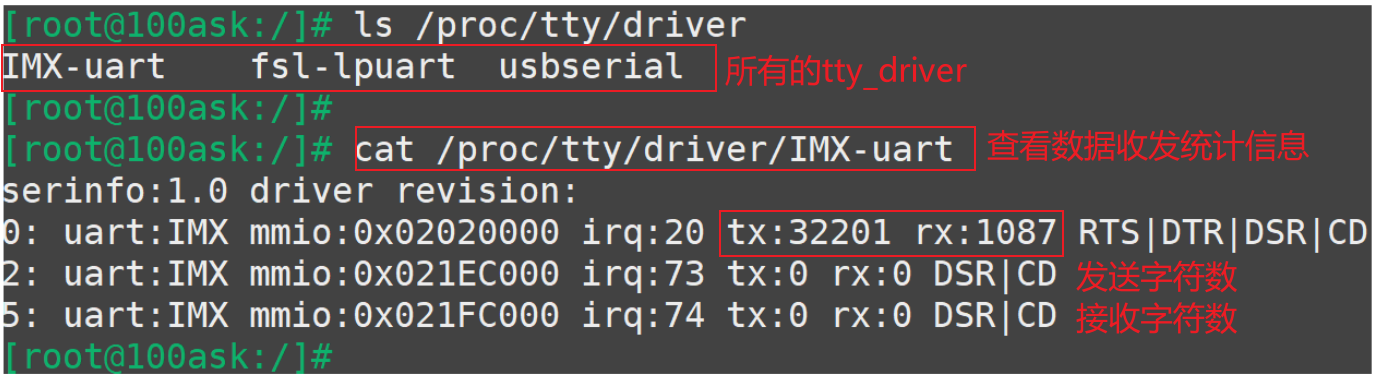 [root@100ask:/]# ls /proc/tty/driver
IMX-uart    fsl-lpuart  usbserial 所有的tty_driver
[root@100ask:/]#
[root@100ask:/]# cat /proc/tty/driver/IMX-uart 查看数据收发统计信息
serinfo:1.0 driver revision:
0: uart:IMX mmio:0x02020000 irq:20 tx:32201 rx:1087 RTS|DTR|DSR|CD
2: uart:IMX mmio:0x021EC000 irq:73 tx:0 rx:0 DSR|CD 发送字符数
5: uart:IMX mmio:0x021FC000 irq:74 tx:0 rx:0 DSR|CD 接收字符数
[root@100ask:/]#